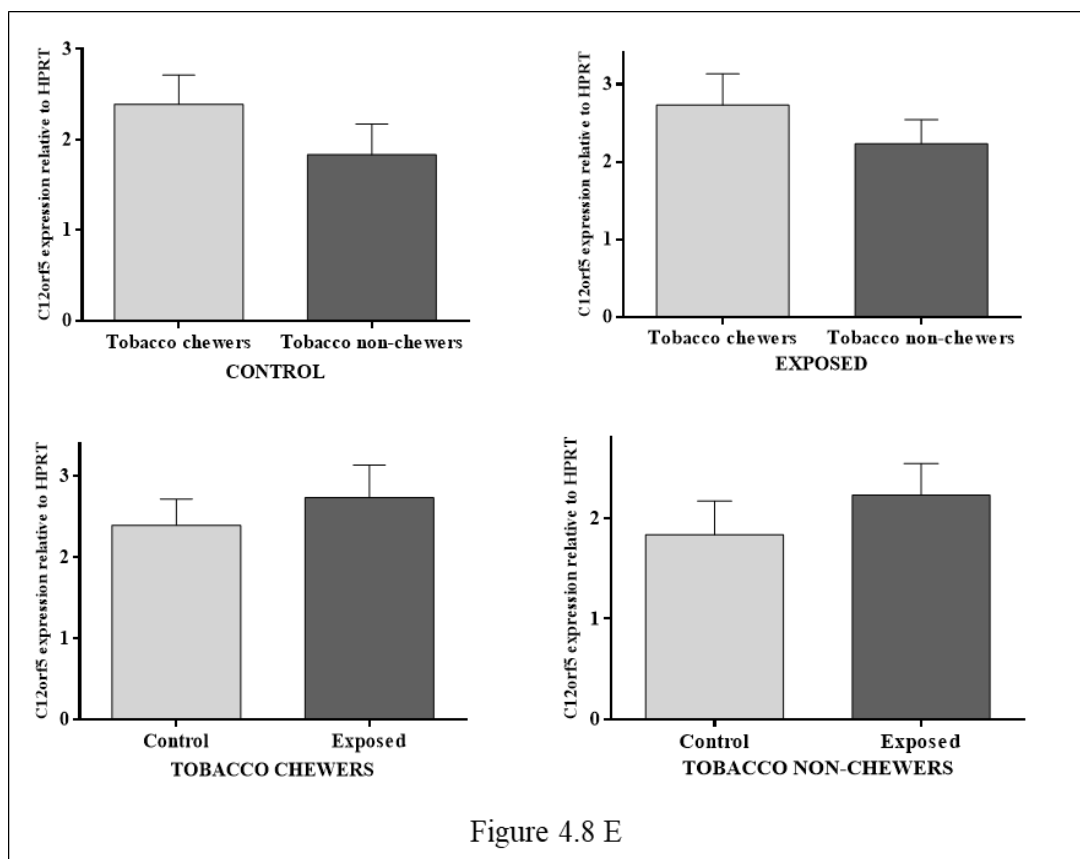 C12orf5 expression relative to HPRT
3
2
1
0
Tobacco chewers Tobacco non-chewers
CONTROL
C12orf5 expression relative to HPRT
3
2
1
0
Tobacco chewers Tobacco non-chewers
EXPOSED
C12orf5 expression relative to HPRT
3
2
1
0
Control Exposed
TOBACCO CHEWERS
C12orf5 expression relative to HPRT
2
1
0
Control Exposed
TOBACCO NON-CHEWERS
Figure 4.8 E